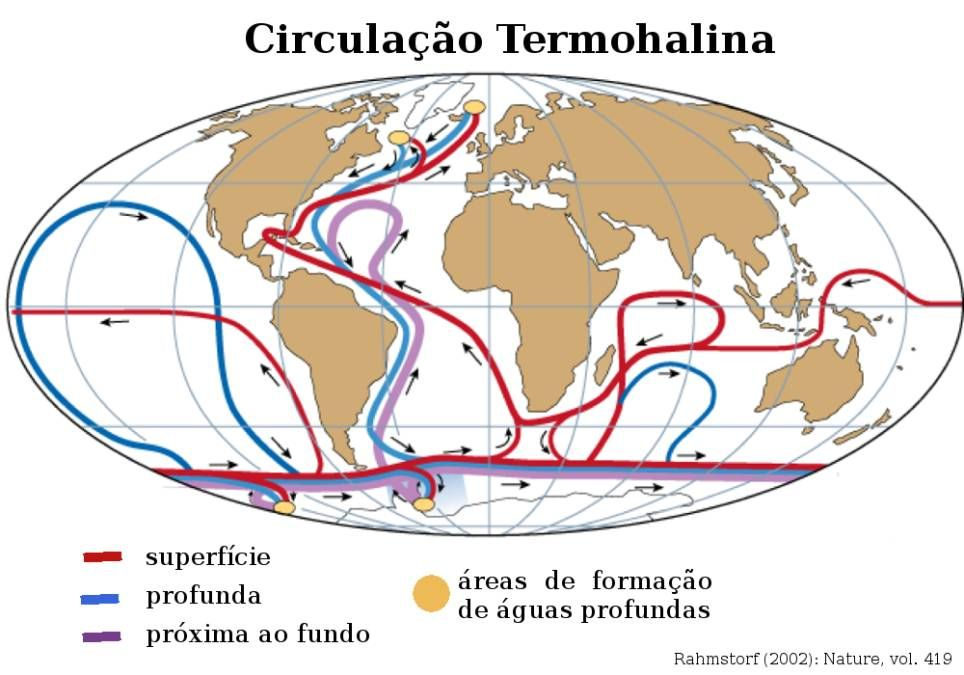 Circulação Termohalina
superfície
profunda
próxima ao fundo
áreas de formação
de águas profundas
Rahmstorf (2002): Nature, vol. 419